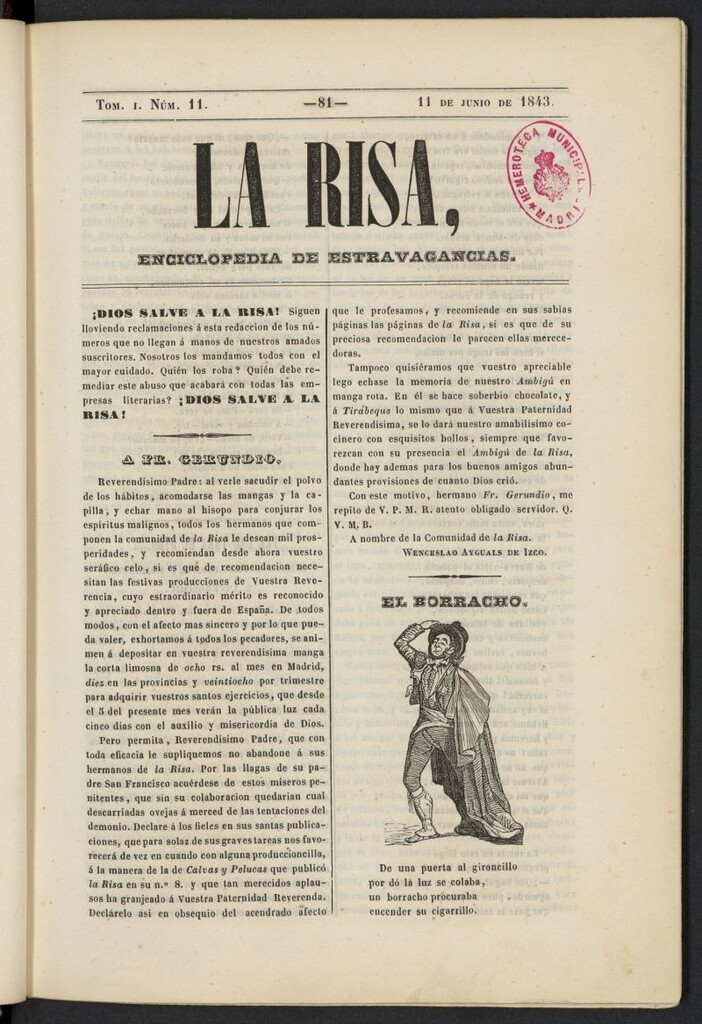 Tom. I. Núm. 11. —81— 11 DE JUNIO DE 1843.
LA RISA,
ENCICLOPEDIA DE ESTRAVAGANCIAS.
HEMEROTECA MUNICIPAL
MADRI
¡DIOS SALVE A LA RISA! Siguen
lloviendo reclamaciones á esta redaccion de los nú-
meros que no llegan á manos de nuestros amados
suscritores. Nosotros los mandamos todos con el
mayor cuidado. Quién los roba? Quién debe re-
mediar este abuso que acabará con todas las em-
presas literarias? ¡DIOS SALVE A LA
RISA!
A FR. GERUNDIO.
Reverendísimo Padre: al verle sacudir el polvo
de los hábitos, acomodarse las mangas y la ca-
pilla, y echar mano al hisopo para conjurar los
espíritus malignos, todos los hermanos que com-
ponen la comunidad de la Risa le desean mil pros-
peridades, y recomiendan desde ahora vuestro
seráfico celo, si es qué de recomendacion nece-
sitan las festivas producciones de Vuestra Reve-
rencia, cuyo estraordinario mérito es reconocido
y apreciado dentro y fuera de España. De todos
modos, con el afecto mas sincero y por lo que pue-
da valer, exhortamos á todos los pecadores, se ani-
men á depositar en vuestra reverendísima manga
la corta limosna de ocho rs. al mes en Madrid,
diez en las provincias y veintiocho por trimestre
para adquirir vuestros santos ejercicios, que desde
el 5 del presente mes verán la pública luz cada
cinco dias con el auxilio y misericordia de Dios.
Pero permita, Reverendísimo Padre, que con
toda eficacia le supliquemos no abandone á sus
hermanos de la Risa. Por las llagas de su pa-
dre San Francisco acuérdese de estos míseros pe-
nitentes, que sin su colaboracion quedarian cual
descarriadas ovejas á merced de las tentaciones del
demonio. Declare á los fieles en sus santas publica-
ciones, que para solaz de sus graves tareas nos favo-
recerá de vez en cuando con alguna produccioncilla,
á la manera de la de Calvas y Pelucas que publicó
la Risa en su n.º 8. y que tan merecidos aplau-
sos ha granjeado á Vuestra Paternidad Reverenda.
Declárelo asi en obsequio del acendrado afecto
que le profesamos, y recomiende en sus sabias
páginas las páginas de la Risa, si es que de su
preciosa recomendacion le parecen ellas merece-
doras.
Tampoco quisiéramos que vuestro apreciable
lego echase la memoria de nuestro Ambigú en
manga rota. En él se hace soberbio chocolate, y
á Tirabeque lo mismo que á Vuestra Paternidad
Reverendísima, se lo dará nuestro amabilísimo co-
cinero con esquisitos bollos, siempre que favo-
rezcan con su presencia el Ambigú de la Risa,
donde hay ademas para los buenos amigos abun-
dantes provisiones de cuanto Dios crió.
Con este motivo, hermano Fr. Gerundio, me
repito de V. P. M. R. atento obligado servidor. Q.
V. M. B.
A nombre de la Comunidad de la Risa.
WENCESLAO AYGUALS DE IZCO.
EL BORRACHO.
De una puerta al gironcillo
por dó la luz se colaba,
un borracho procuraba
encender su cigarrillo.